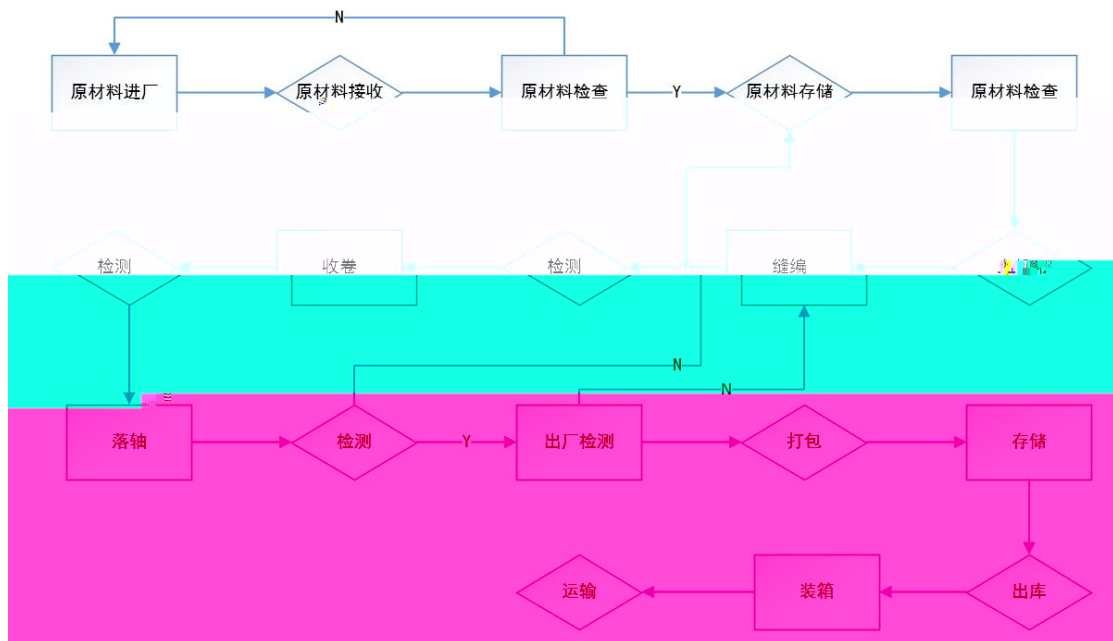 N
原材料进厂
原材料接收
原材料检查
Y
原材料存储
原材料检查
检测
收卷
检测
缝编
N
N
落轴
检测
Y
出厂检测
打包
存储
运输
装箱
出库